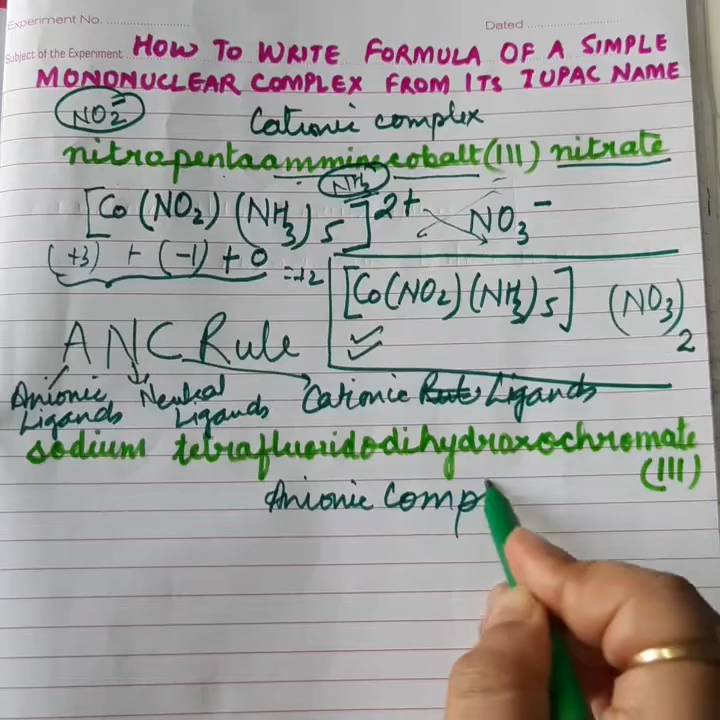 Experiment No.
Dated
Subject of the Experiment HOW TO WRITE FORMULA OF A SIMPLE
MONONUCLEAR COMPLEX FROM ITS IUPAC NAME
NO2⁻ Cationic complex
nitropentaamminecobalt(III) nitrate
NH3
[Co(NO2)(NH3)5]2+ NO3⁻
(+3) + (-1) + 0 = +2
[Co(NO2)(NH3)5] (NO3)2
ANC Rule
Anionic Ligands Neutral Ligands Cationic Ligands
sodium tetrafluoridodihydroxochromate
(III)
Anionic Comp